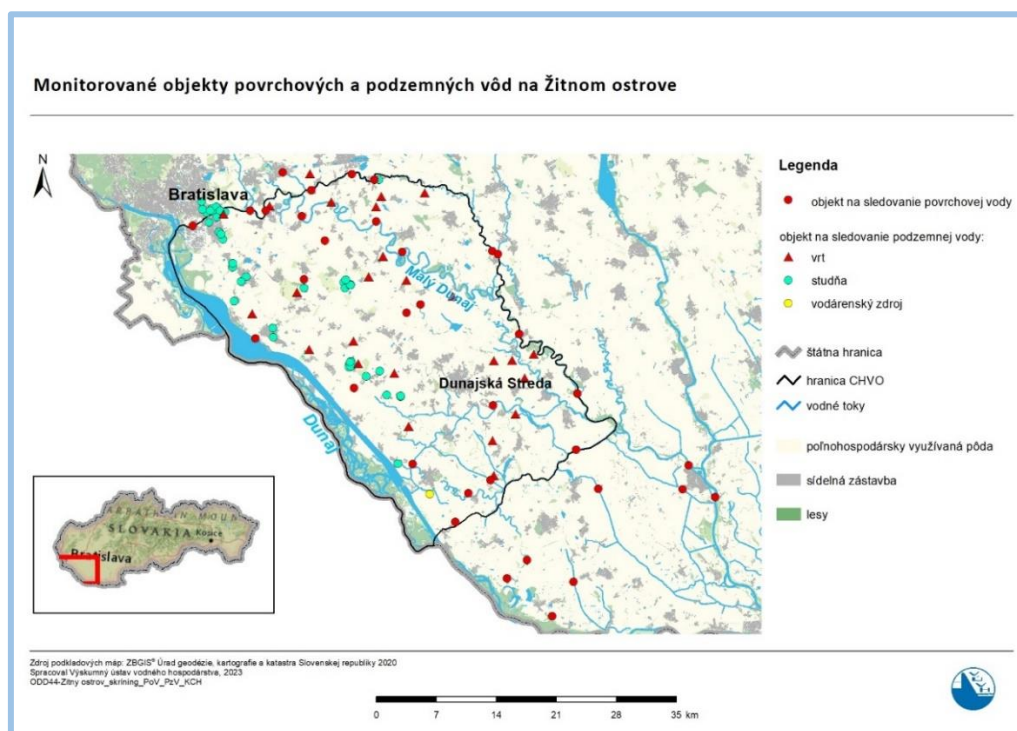 Monitorované objekty povrchových a podzemných vôd na Žitnom ostrove
N
Bratislava
Malý Dunaj
Dunajská Streda
Dunaj
Legenda
objekt na sledovanie povrchovej vody
objekt na sledovanie podzemnej vody:
vrt
studňa
vodárenský zdroj
štátna hranica
hranica CHVO
vodné toky
poľnohospodársky využívaná pôda
sídelná zástavba
lesy
SLOVAKIA
Košice
Bratislava
Zdroj podkladových máp: ZBGIS® Úrad geodézie, kartografie a katastra Slovenskej republiky 2020
Spracoval Výskumný ústav vodného hospodárstva, 2023
ODD44-Zitny ostrov_skrining_PoV_PzV_KCH
0 7 14 21 28 35 km